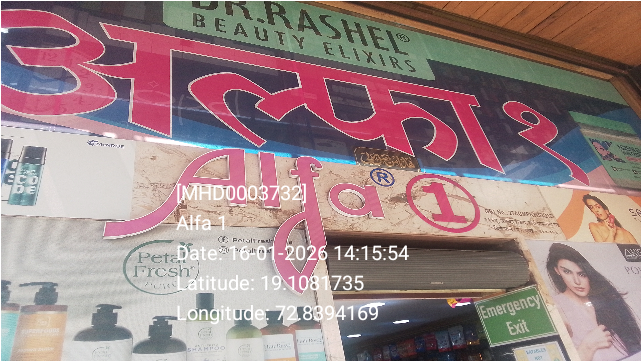 DR.RASHEL®
BEAUTY ELIXIRS
अल्फा १
Alfa® 1
[MHD0003732]
Alfa 1
Date: 16-01-2026 14:15:54
Latitude: 19.1081735
Longitude: 72.8394169
Petal
Fresh
Emergency
Exit